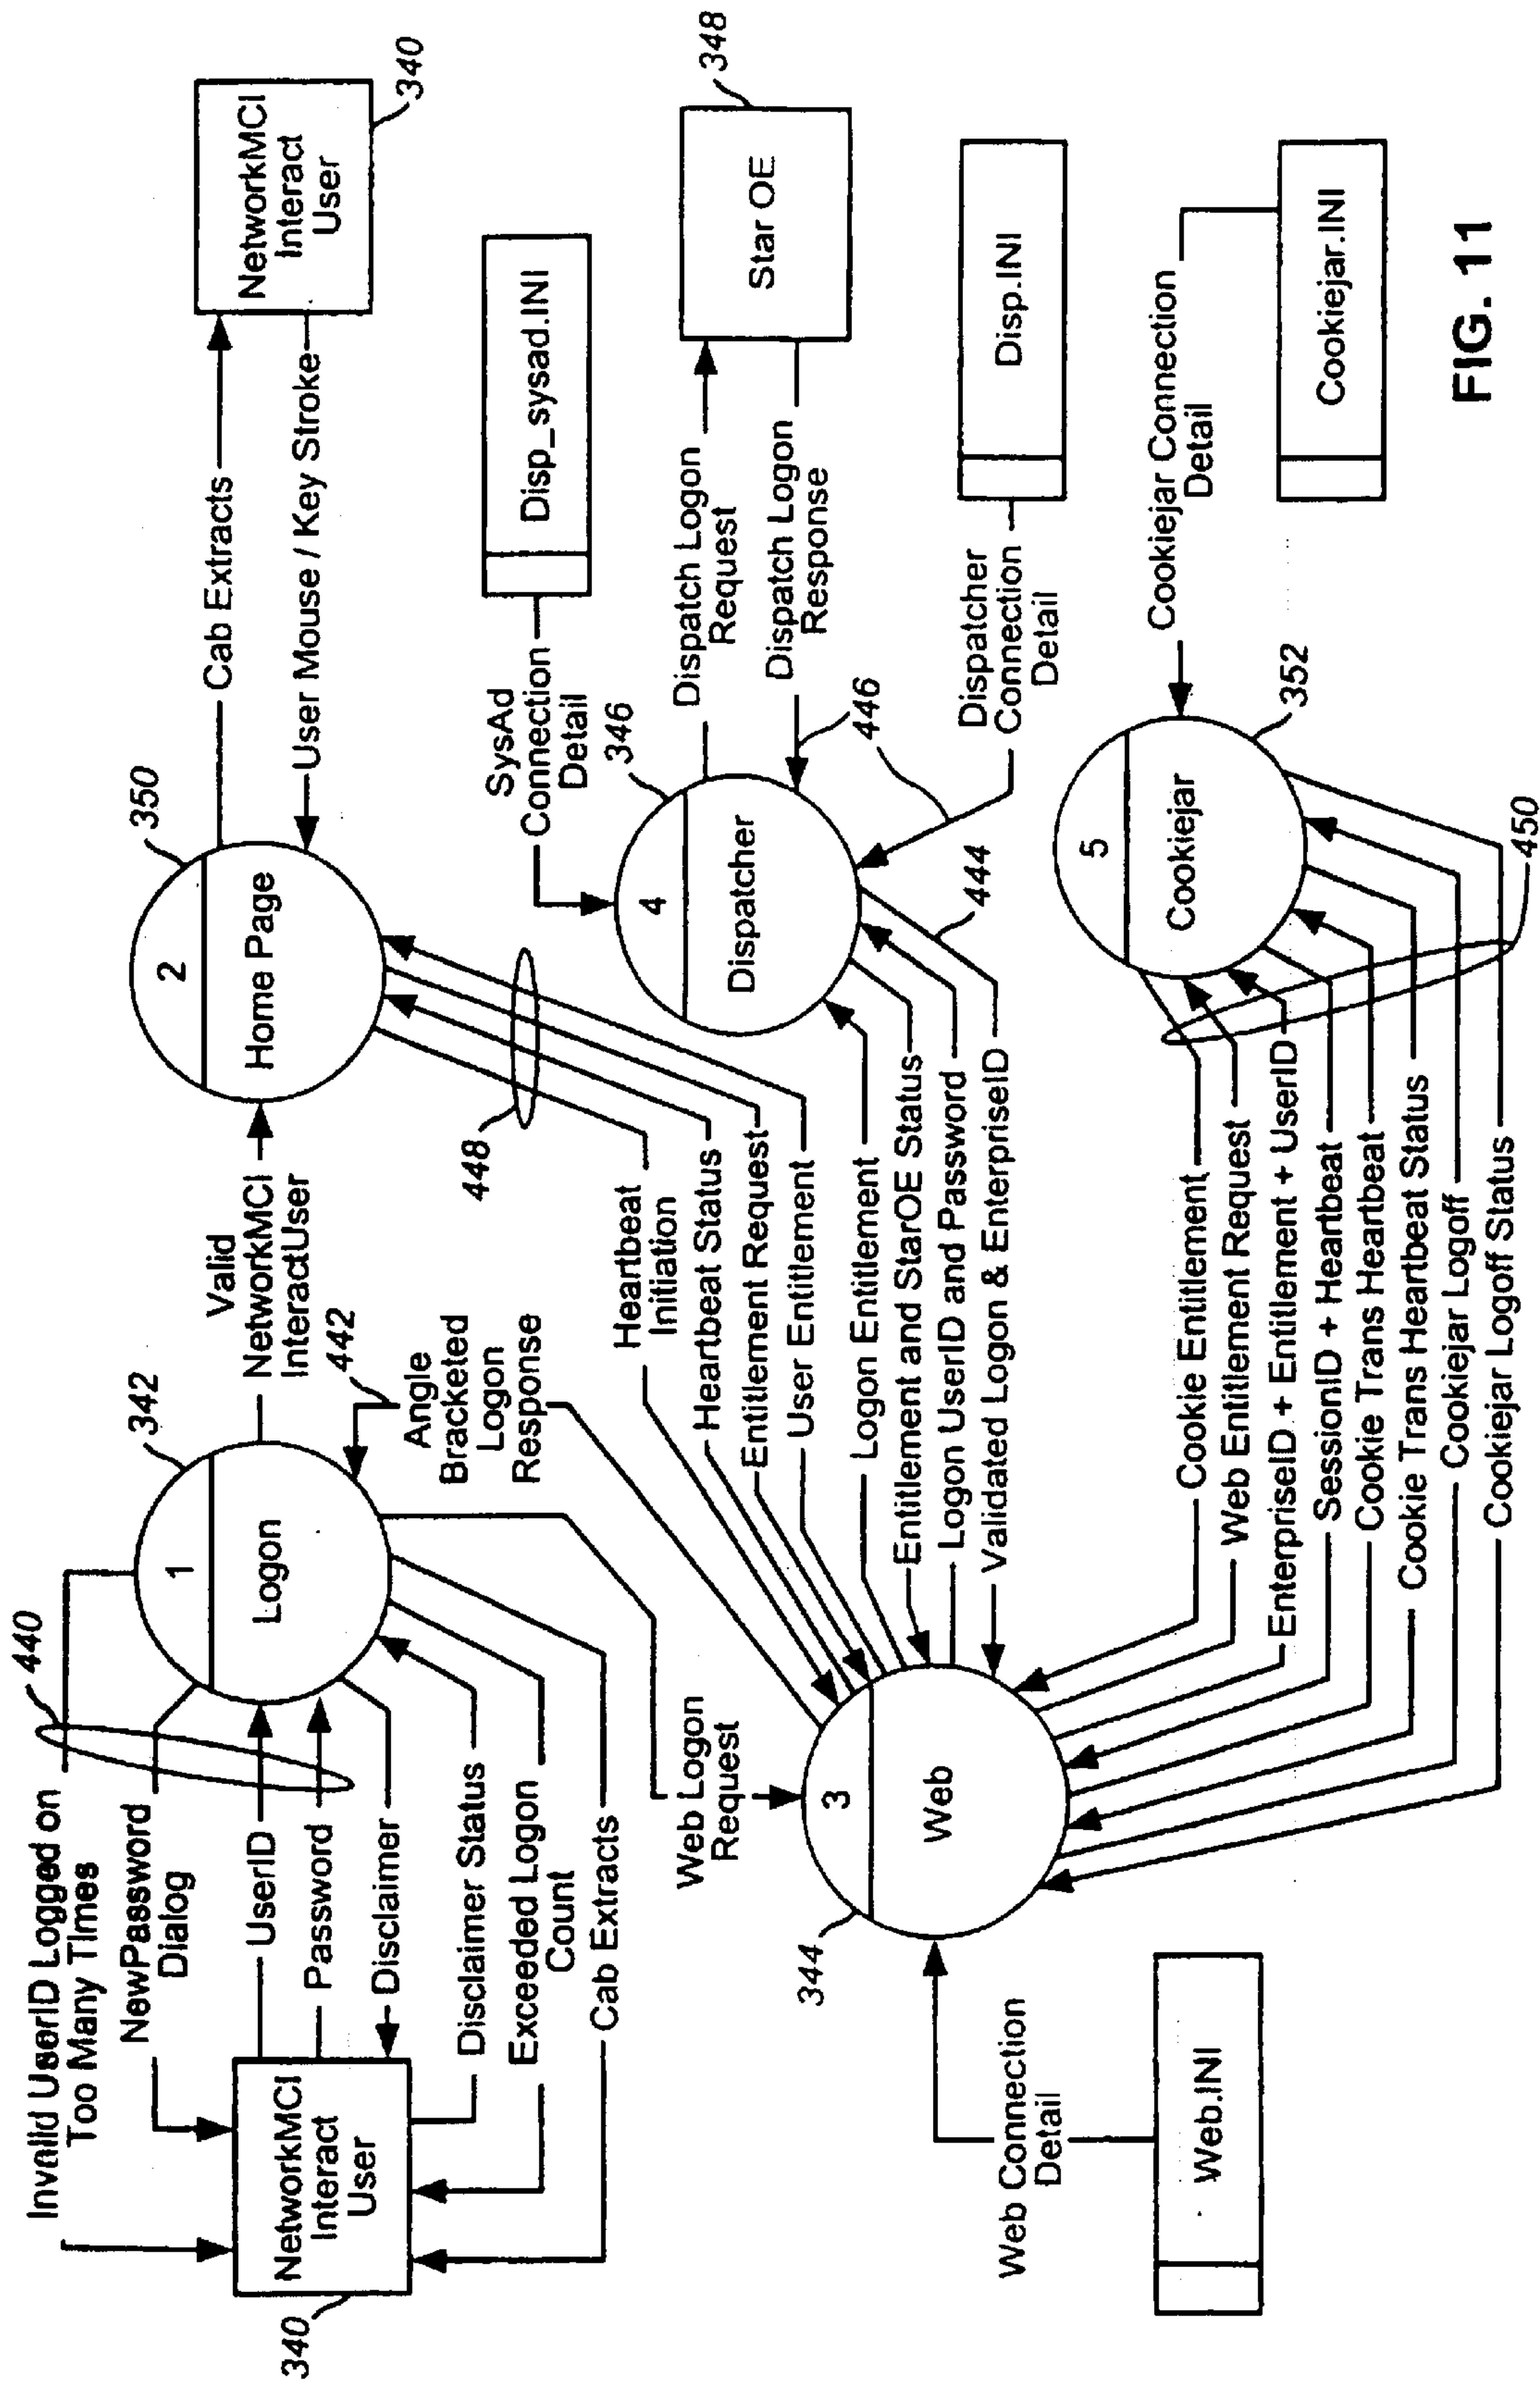 Invalid UserID Logged on
Too Many Times
440
NewPassword
Dialog
UserID
Password
Disclaimer
Disclaimer Status
Exceeded Logon
Count
Cab Extracts
NetworkMCI
Interact
User
340
1
Logon
342
Valid
NetworkMCI
InteractUser
442
Angle
Bracketed
Logon
Response
2
Home Page
350
Cab Extracts
User Mouse / Key Stroke
NetworkMCI
Interact
User
340
448
Heartbeat
Initiation
Heartbeat Status
Entitlement Request
User Entitlement
SysAd
Connection
Detail
Disp_sysad.INI
346
4
Dispatcher
Dispatch Logon
Request
Dispatch Logon
Response
Star OE
348
446
444
Dispatcher
Connection
Detail
Disp.INI
Logon Entitlement
Entitlement and StarOE Status
Logon UserID and Password
Validated Logon & EnterpriseID
Web Logon
Request
3
Web
344
Web Connection
Detail
Web.INI
Cookie Entitlement
Web Entitlement Request
EnterpriseID + Entitlement + UserID
SessionID + Heartbeat
Cookie Trans Heartbeat
Cookie Trans Heartbeat Status
Cookiejar Logoff
Cookiejar Logoff Status
5
Cookiejar
352
450
Cookiejar Connection
Detail
Cookiejar.INI
FIG. 11